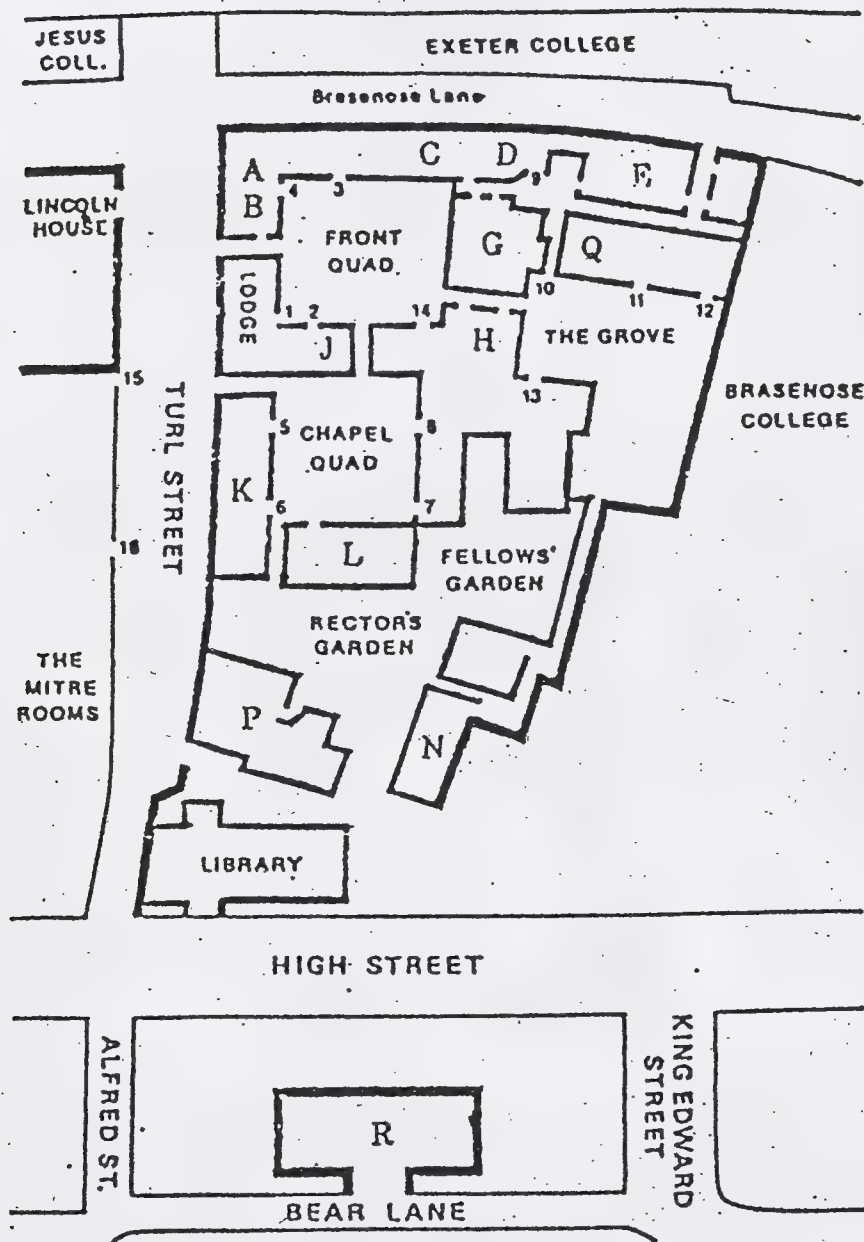 JESUS
COLL.
EXETER COLLEGE
Brasenose Lane
A
B
C
D
E
4
3
9
LINCOLN
HOUSE
FRONT
QUAD.
G
Q
LODGE
10
11
12
1
2
14
J
H
THE GROVE
13
15
TURL STREET
BRASENOSE
COLLEGE
5
CHAPEL
QUAD
8
K
6
7
16
L
FELLOWS'
GARDEN
RECTOR'S
GARDEN
THE
MITRE
ROOMS
P
N
LIBRARY
HIGH STREET
ALFRED ST.
KING EDWARD
STREET
R
BEAR LANE